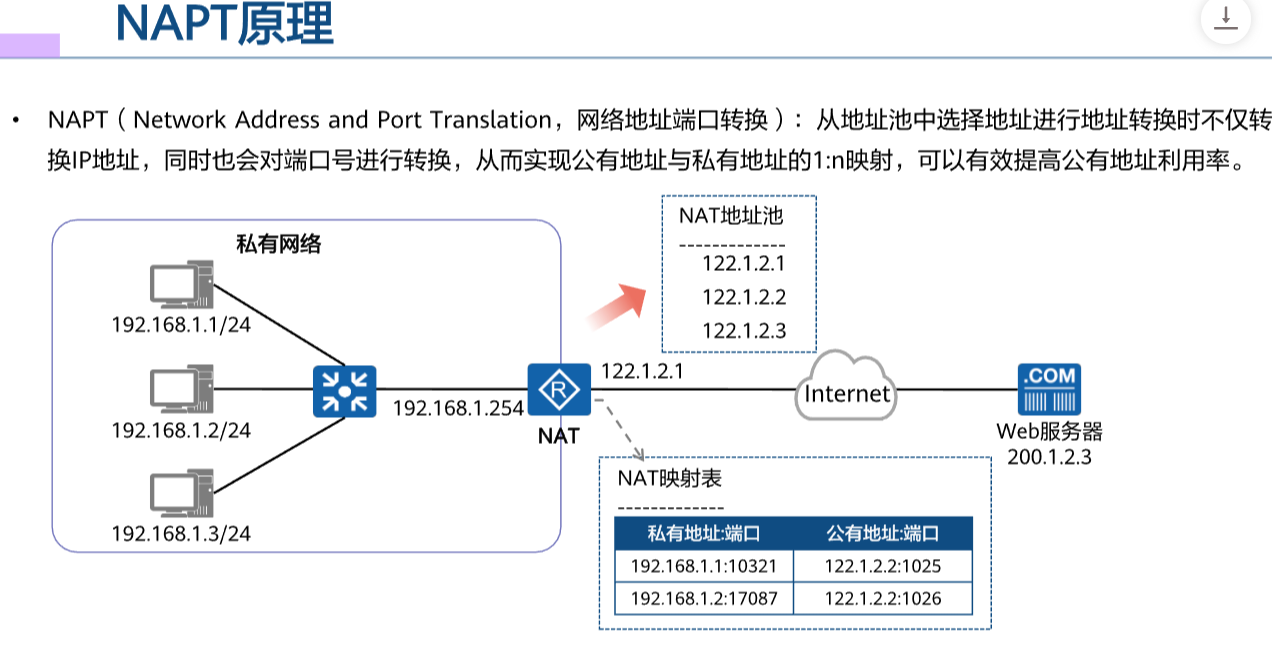 NAPT原理
• NAPT（Network Address and Port Translation，网络地址端口转换）：从地址池中选择地址进行地址转换时不仅转
换IP地址，同时也会对端口号进行转换，从而实现公有地址与私有地址的1:n映射，可以有效提高公有地址利用率。
私有网络
192.168.1.1/24
192.168.1.2/24
192.168.1.3/24
192.168.1.254
R
NAT
122.1.2.1
NAT地址池
-------------
122.1.2.1
122.1.2.2
122.1.2.3
Internet
.COM
Web服务器
200.1.2.3
NAT映射表
-------------
私有地址:端口 公有地址:端口
192.168.1.1:10321 122.1.2.2:1025
192.168.1.2:17087 122.1.2.2:1026